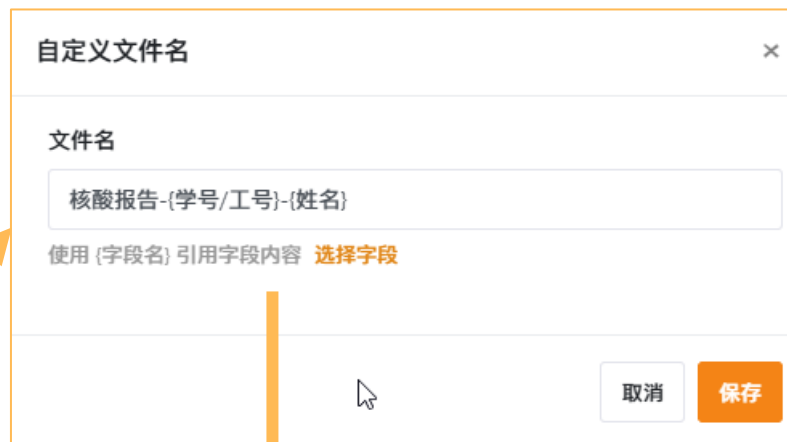 自定义文件名 ×
文件名
核酸报告-{学号/工号}-{姓名}
使用 {字段名} 引用字段内容 选择字段
取消 保存